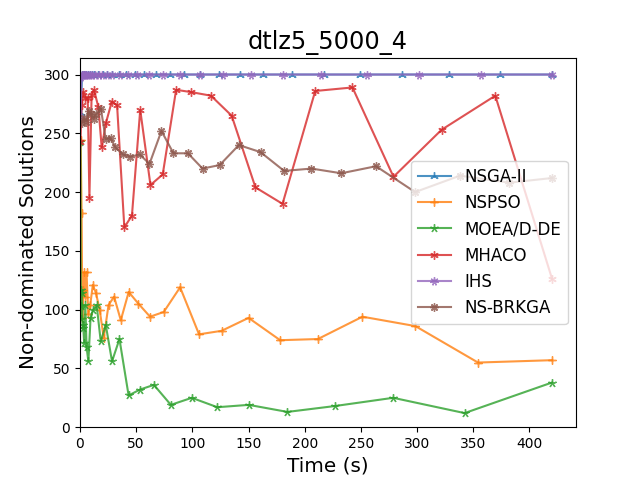 dtlz5_5000_4
Non-dominated Solutions
300
250
200
150
100
50
0
0 50 100 150 200 250 300 350 400
Time (s)
NSGA-II
NSPSO
MOEA/D-DE
MHACO
IHS
NS-BRKGA